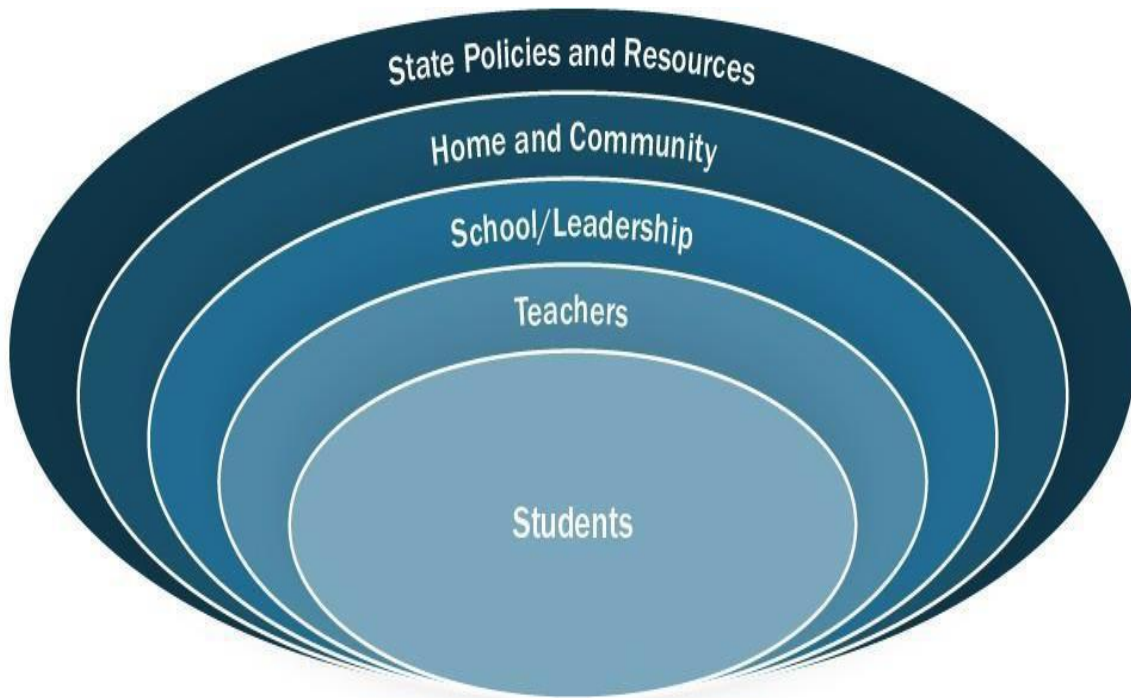 State Policies and Resources
Home and Community
School/Leadership
Teachers
Students